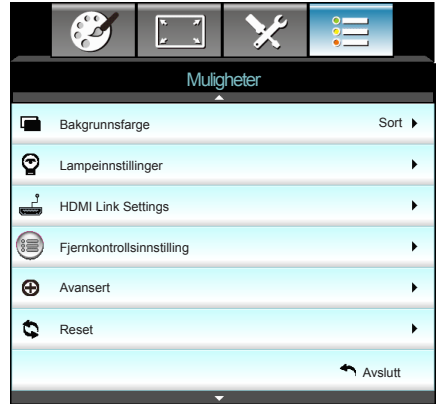 Muligheter
Bakgrunnsfarge Sort
Lampeinnstillinger
HDMI Link Settings
Fjernkontrollsinnstilling
Avansert
Reset
Avslutt